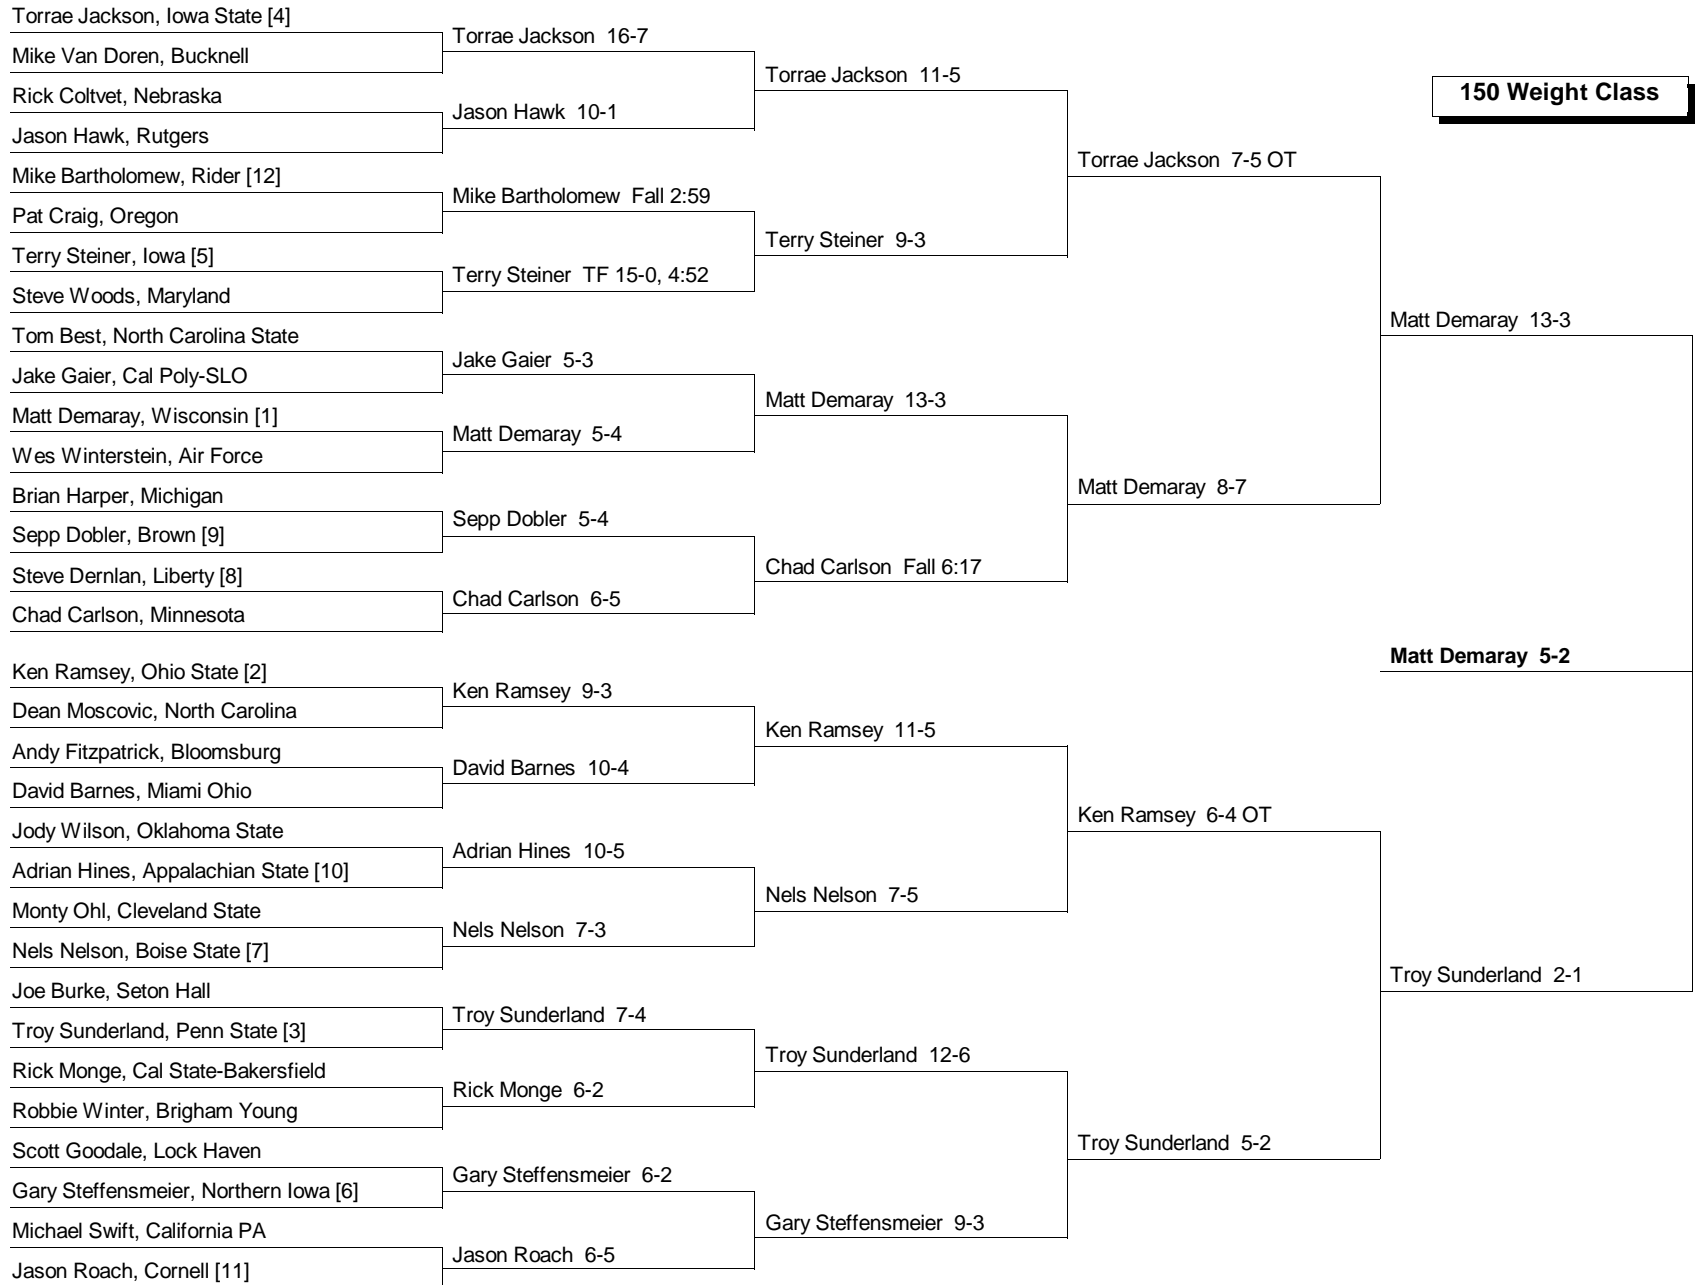 Torrae Jackson, Iowa State [4]
Mike Van Doren, Bucknell
Rick Coltvet, Nebraska
Jason Hawk, Rutgers
Mike Bartholomew, Rider [12]
Pat Craig, Oregon
Terry Steiner, Iowa [5]
Steve Woods, Maryland
Tom Best, North Carolina State
Jake Gaier, Cal Poly-SLO
Matt Demaray, Wisconsin [1]
Wes Winterstein, Air Force
Brian Harper, Michigan
Sepp Dobler, Brown [9]
Steve Dernlan, Liberty [8]
Chad Carlson, Minnesota
Ken Ramsey, Ohio State [2]
Dean Moscovic, North Carolina
Andy Fitzpatrick, Bloomsburg
David Barnes, Miami Ohio
Jody Wilson, Oklahoma State
Adrian Hines, Appalachian State [10]
Monty Ohl, Cleveland State
Nels Nelson, Boise State [7]
Joe Burke, Seton Hall
Troy Sunderland, Penn State [3]
Rick Monge, Cal State-Bakersfield
Robbie Winter, Brigham Young
Scott Goodale, Lock Haven
Gary Steffensmeier, Northern Iowa [6]
Michael Swift, California PA
Jason Roach, Cornell [11]
Torrae Jackson 16-7
Jason Hawk 10-1
Mike Bartholomew Fall 2:59
Terry Steiner TF 15-0, 4:52
Jake Gaier 5-3
Matt Demaray 5-4
Sepp Dobler 5-4
Chad Carlson 6-5
Ken Ramsey 9-3
David Barnes 10-4
Adrian Hines 10-5
Nels Nelson 7-3
Troy Sunderland 7-4
Rick Monge 6-2
Gary Steffensmeier 6-2
Jason Roach 6-5
Torrae Jackson 11-5
Terry Steiner 9-3
Matt Demaray 13-3
Chad Carlson Fall 6:17
Ken Ramsey 11-5
Nels Nelson 7-5
Troy Sunderland 12-6
Gary Steffensmeier 9-3
Torrae Jackson 7-5 OT
Matt Demaray 8-7
Ken Ramsey 6-4 OT
Troy Sunderland 5-2
150 Weight Class
Matt Demaray 13-3
Matt Demaray 5-2
Troy Sunderland 2-1